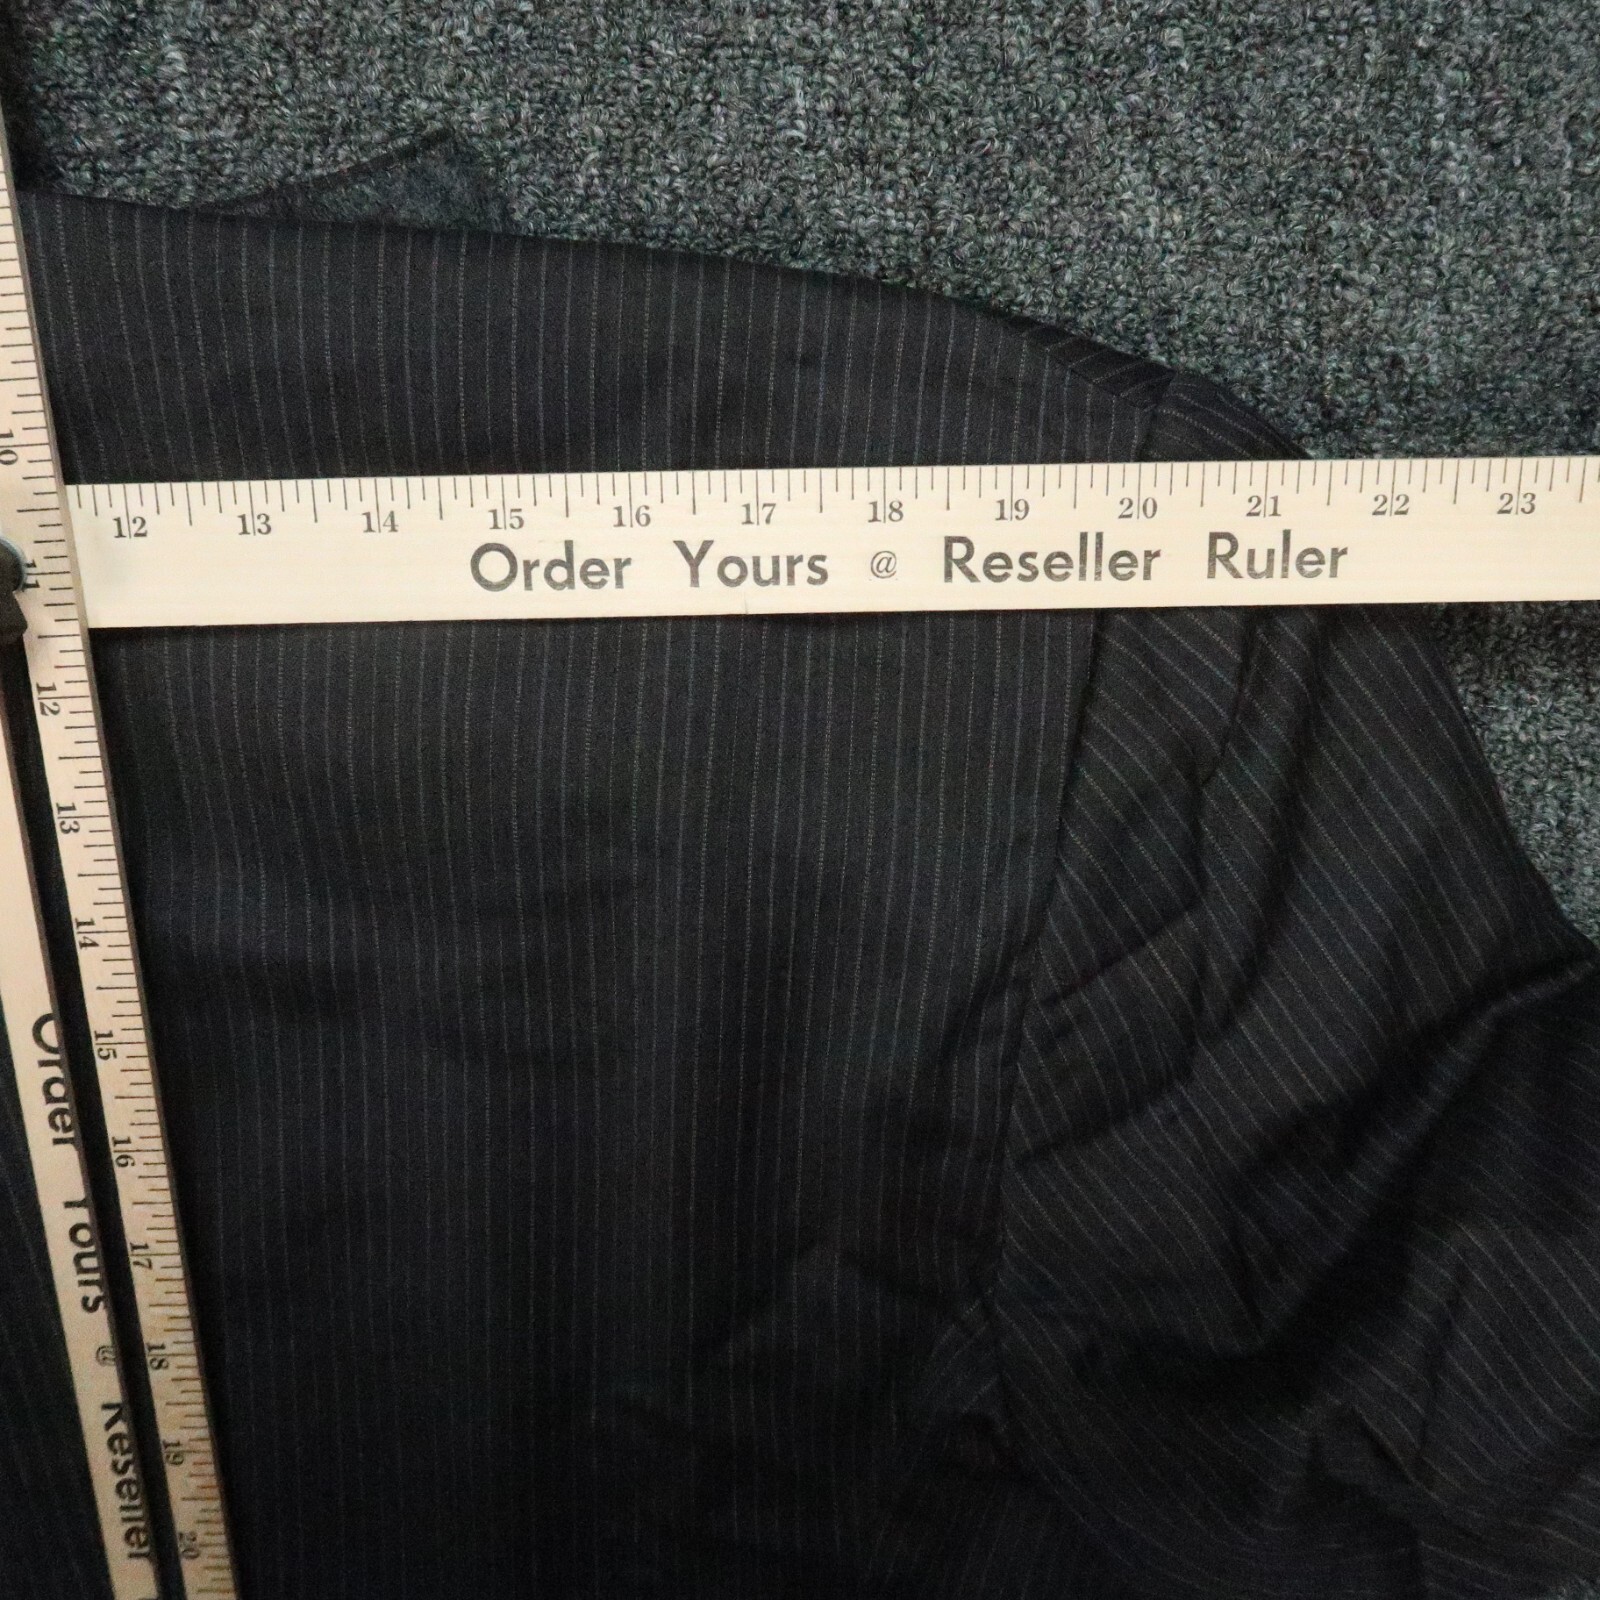 12 13 14 15 16 17 18 19 20 21 22 23
Order Yours @ Reseller Ruler
10 11 12 13 14 15 16 17 18 19 20
Order Yours @ Reseller